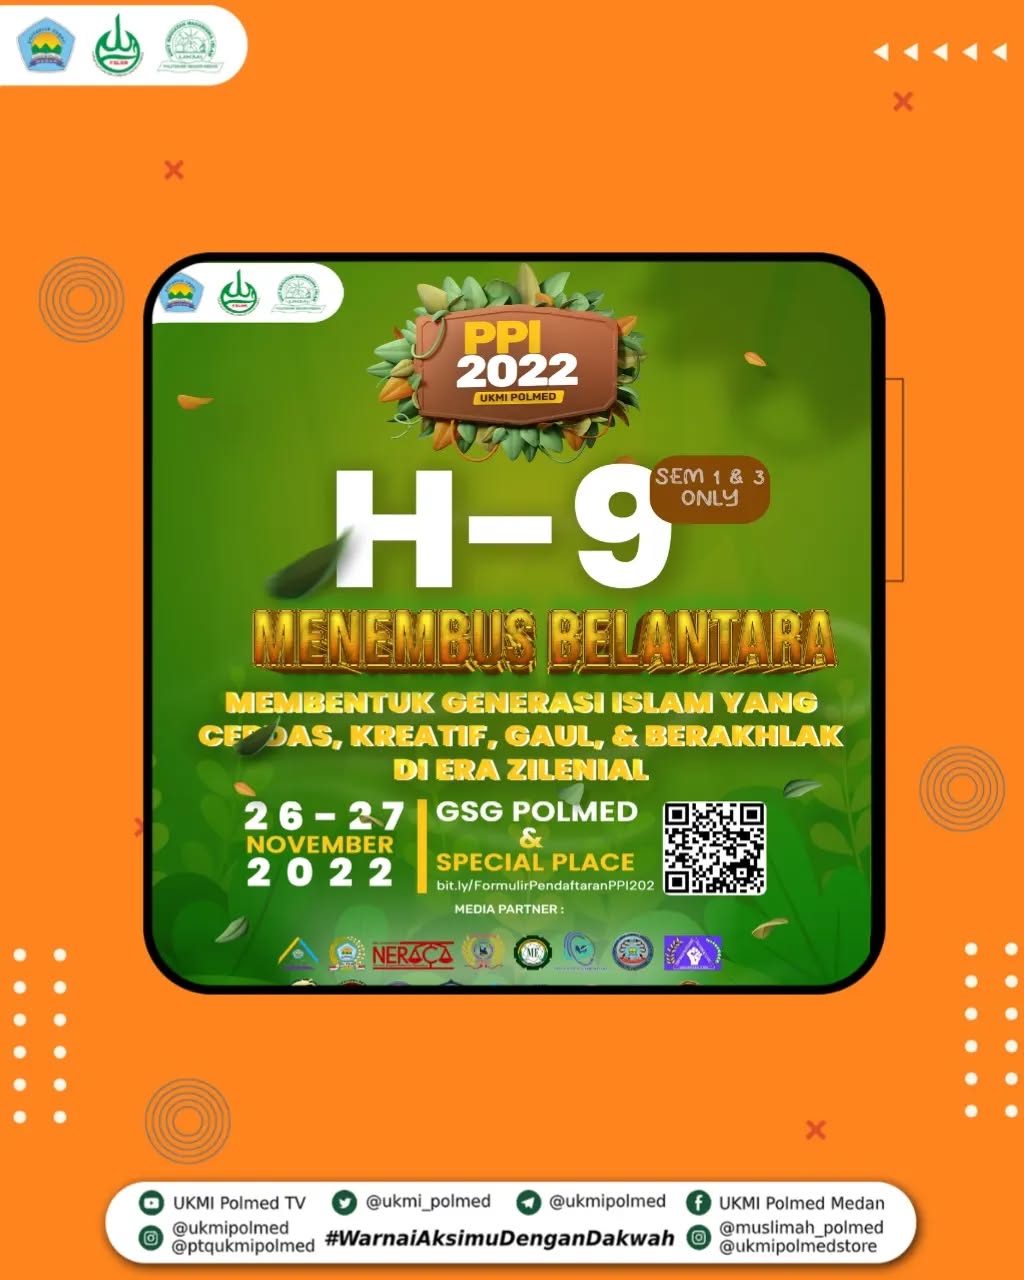 PPI
2022
UKMI POLMED
H-9
SEM 1 & 3
ONLY
MENEMBUS BELANTARA
MEMBENTUK GENERASI ISLAM YANG
CERDAS, KREATIF, GAUL, & BERAKHLAK
DI ERA ZILENIAL
26-27
NOVEMBER
2022
GSG POLMED
&
SPECIAL PLACE
bit.ly/FormulirPendaftaranPPI202
MEDIA PARTNER :
NERACA
UKMI Polmed TV
@ukmi_polmed
@ukmipolmed
UKMI Polmed Medan
@ukmipolmed
@ptqukmipolmed
#WarnaiAksimuDenganDakwah
@muslimah_polmed
@ukmipolmedstore